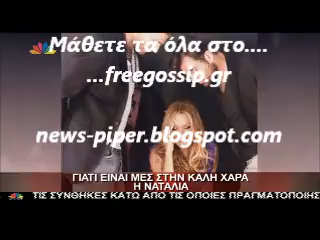 Μάθετε τα όλα στο....
...freegossip.gr
news-piper.blogspot.com
ΓΙΑΤΙ ΕΙΝΑΙ ΜΕΣ ΣΤΗΝ ΚΑΛΗ ΧΑΡΑ
Η ΝΑΤΑΛΙΑ
ΤΙΣ ΣΥΝΘΗΚΕΣ ΚΑΤΩ ΑΠΟ ΤΙΣ ΟΠΟΙΕΣ ΠΡΑΓΜΑΤΟΠΟΙΗΣ